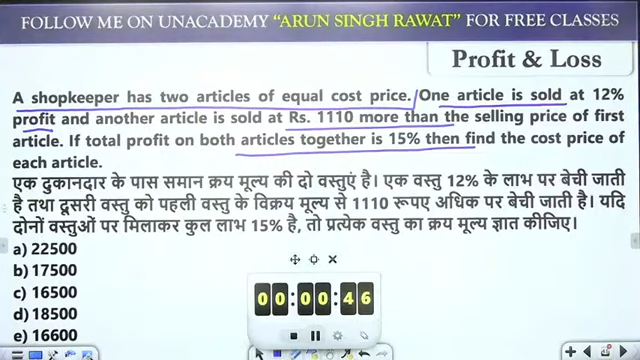 FOLLOW ME ON UNACADEMY “ARUN SINGH RAWAT” FOR FREE CLASSES
Profit & Loss
A shopkeeper has two articles of equal cost price. One article is sold at 12%
profit and another article is sold at Rs. 1110 more than the selling price of first
article. If total profit on both articles together is 15% then find the cost price of
each article.
एक दुकानदार के पास समान क्रय मूल्य की दो वस्तुएं है। एक वस्तु 12% के लाभ पर बेची जाती
है तथा दूसरी वस्तु को पहली वस्तु के विक्रय मूल्य से 1110 रूपए अधिक पर बेची जाती है। यदि
दोनों वस्तुओं पर मिलाकर कुल लाभ 15% है, तो प्रत्येक वस्तु का क्रय मूल्य ज्ञात कीजिए।
a) 22500
b) 17500
c) 16500
d) 18500
e) 16600
00:00:46